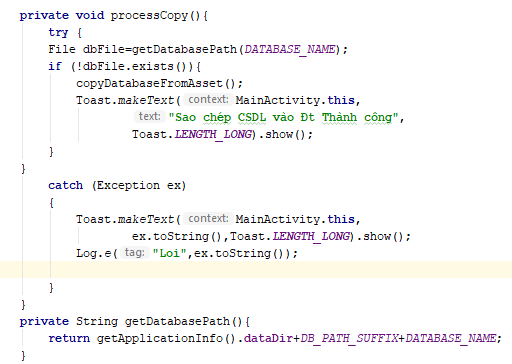 private void processCopy(){
try {
File dbFile=getDatabasePath(DATABASE_NAME);
if (!dbFile.exists()){
copyDatabaseFromAsset();
Toast.makeText( context: MainActivity.this,
text: "Sao chép CSDL vào Đt Thành công",
Toast.LENGTH_LONG).show();
}
}
catch (Exception ex)
{
Toast.makeText( context: MainActivity.this,
ex.toString(),Toast.LENGTH_LONG).show();
Log.e( tag: "Loi",ex.toString());
}
}
private String getDatabasePath(){
return getApplicationInfo().dataDir+DB_PATH_SUFFIX+DATABASE_NAME;
}